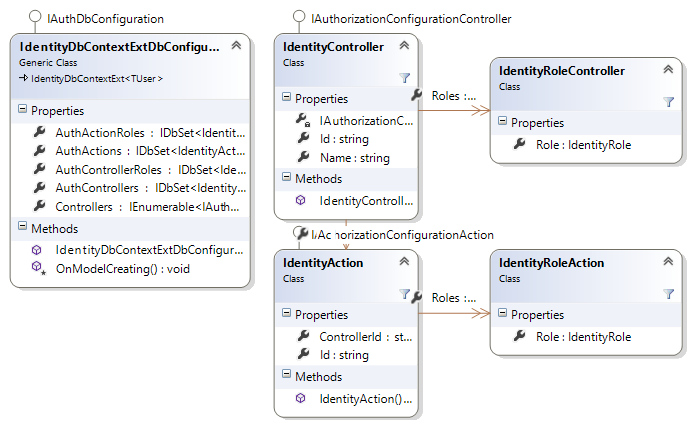 IAuthDbConfiguration
IdentityDbContextExtDbConfigu...
Generic Class
IdentityDbContextExt<TUser>
Properties
AuthActionRoles : IDbSet<Identit...
AuthActions : IDbSet<IdentityAct...
AuthControllerRoles : IDbSet<Ide...
AuthControllers : IDbSet<Identity...
Controllers : IEnumerable<IAuth...
Methods
IdentityDbContextExtDbConfigur...
OnModelCreating() : void
IAuthorizationConfigurationController
IdentityController
Class
Properties
IAuthorizationC...
Id : string
Name : string
Methods
IdentityControll...
Roles :...
IdentityRoleController
Class
Properties
Role : IdentityRole
horizationConfigurationAction
IdentityAction
Class
Properties
ControllerId : st...
Id : string
Methods
IdentityAction()...
Roles :...
IdentityRoleAction
Class
Properties
Role : IdentityRole